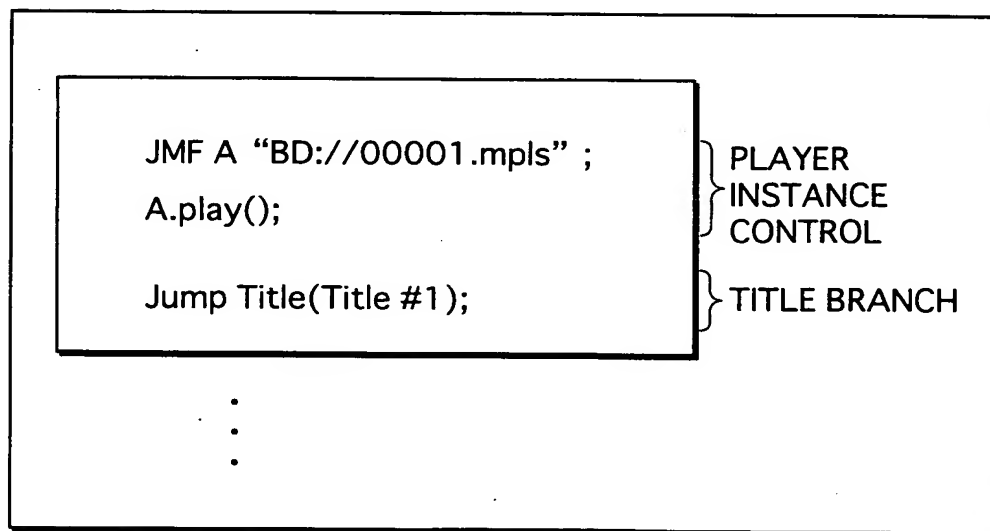 JMF A “BD://00001.mpls” ;
A.play();
PLAYER
INSTANCE
CONTROL
Jump Title(Title #1);
TITLE BRANCH